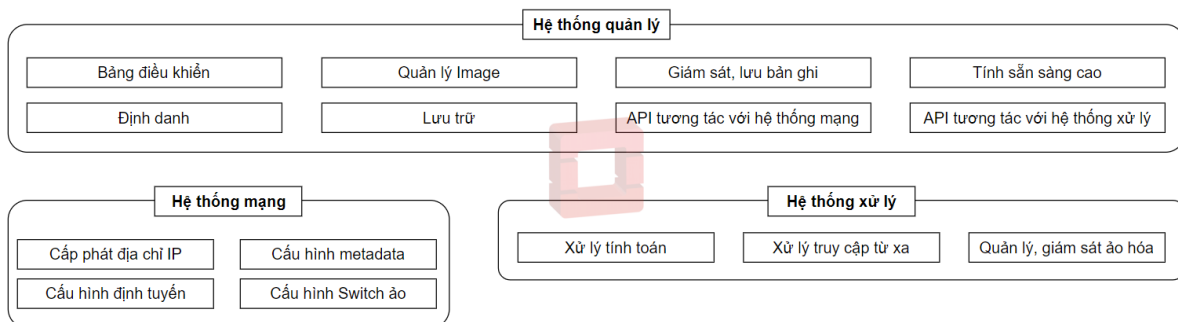 Hệ thống quản lý
Bảng điều khiển
Quản lý Image
Giám sát, lưu bản ghi
Tính sẵn sàng cao
Định danh
Lưu trữ
API tương tác với hệ thống mạng
API tương tác với hệ thống xử lý
Hệ thống mạng
Cấp phát địa chỉ IP
Cấu hình metadata
Cấu hình định tuyến
Cấu hình Switch ảo
Hệ thống xử lý
Xử lý tính toán
Xử lý truy cập từ xa
Quản lý, giám sát ảo hóa